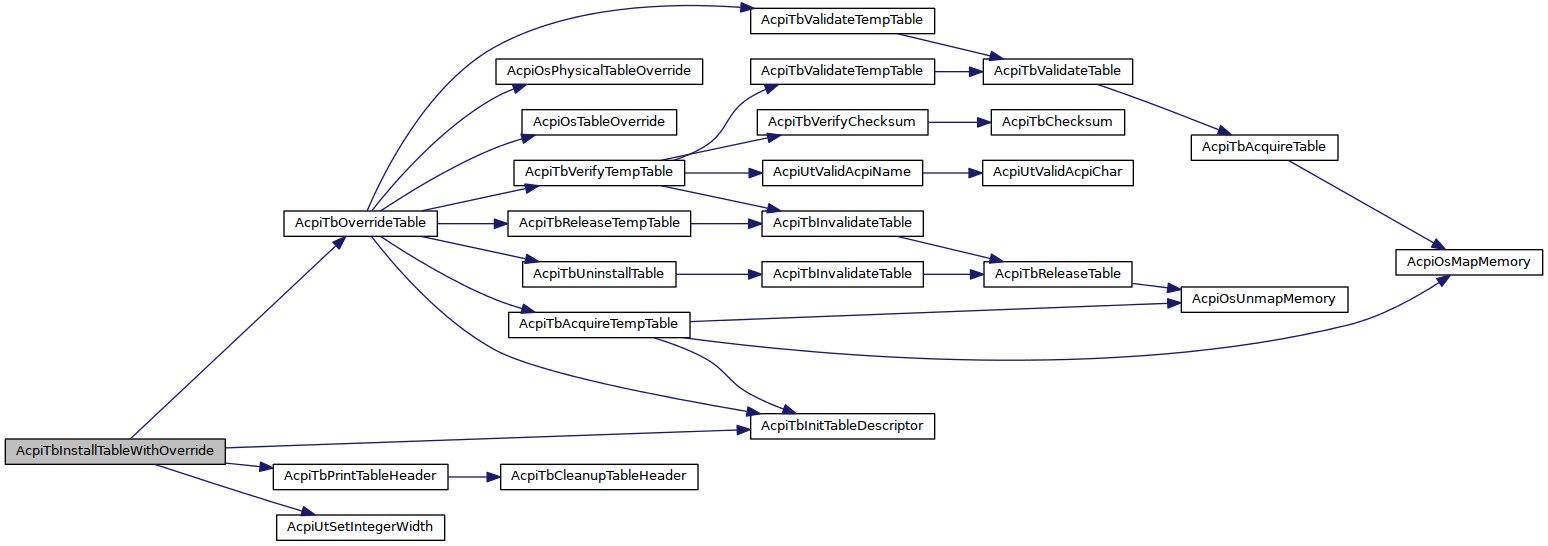 AcpiTbValidateTempTable
AcpiOsPhysicalTableOverride
AcpiTbValidateTempTable
AcpiTbValidateTable
AcpiOsTableOverride
AcpiTbVerifyChecksum
AcpiTbChecksum
AcpiTbAcquireTable
AcpiTbVerifyTempTable
AcpiUtValidAcpiName
AcpiUtValidAcpiChar
AcpiTbOverrideTable
AcpiTbReleaseTempTable
AcpiTbInvalidateTable
AcpiOsMapMemory
AcpiTbUninstallTable
AcpiTbInvalidateTable
AcpiTbReleaseTable
AcpiOsUnmapMemory
AcpiTbAcquireTempTable
AcpiTbInitTableDescriptor
AcpiTbInstallTableWithOverride
AcpiTbPrintTableHeader
AcpiTbCleanupTableHeader
AcpiUtSetIntegerWidth